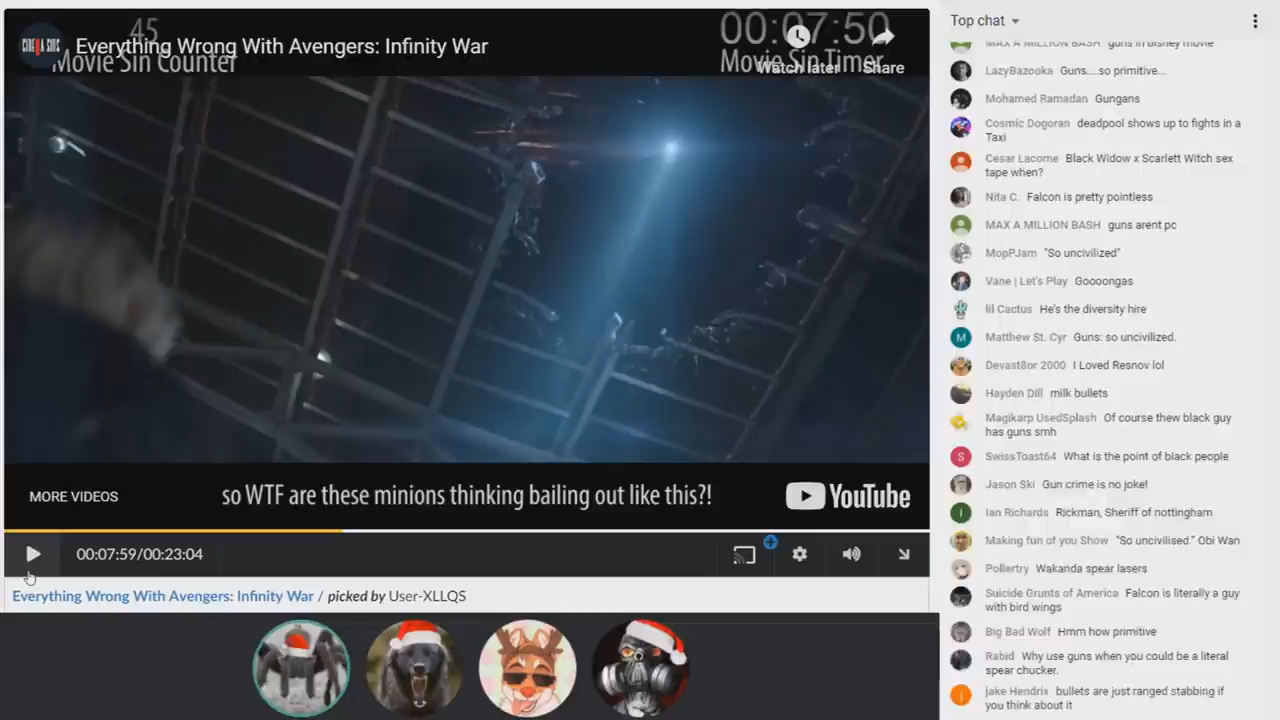 45
Movie Sin Counter
CINEMA SINS
Everything Wrong With Avengers: Infinity War
00:07:50
Movie Sin Timer
Watch later
Share
MORE VIDEOS
so WTF are these minions thinking bailing out like this?!
YouTube
00:07:59/00:23:04
Everything Wrong With Avengers: Infinity War / picked by User-XLLQS
Top chat
MAX A MILLION BASH guns in disney movie
LazyBazooka Guns....so primitive...
Mohamed Ramadan Gungans
Cosmic Dogoran deadpool shows up to fights in a
Taxi
Cesar Lacome Black Widow x Scarlett Witch sex
tape when?
Nita C. Falcon is pretty pointless
MAX A MILLION BASH guns arent pc
MopPJam "So uncivilized"
Vane | Let's Play Goooongas
lil Cactus He's the diversity hire
M
Matthew St. Cyr Guns: so uncivilized.
Devast8or 2000 I Loved Resnov lol
Hayden Dill milk bullets
Magikarp UsedSplash Of course thew black guy
has guns smh
S
SwissToast64 What is the point of black people
Jason Ski Gun crime is no joke!
I
Ian Richards Rickman, Sheriff of nottingham
Making fun of you Show "So uncivilised." Obi Wan
Pollertry Wakanda spear lasers
Suicide Grunts of America Falcon is literally a guy
with bird wings
Big Bad Wolf Hmm how primitive
Rabid Why use guns when you could be a literal
spear chucker.
j
jake Hendrix bullets are just ranged stabbing if
you think about it